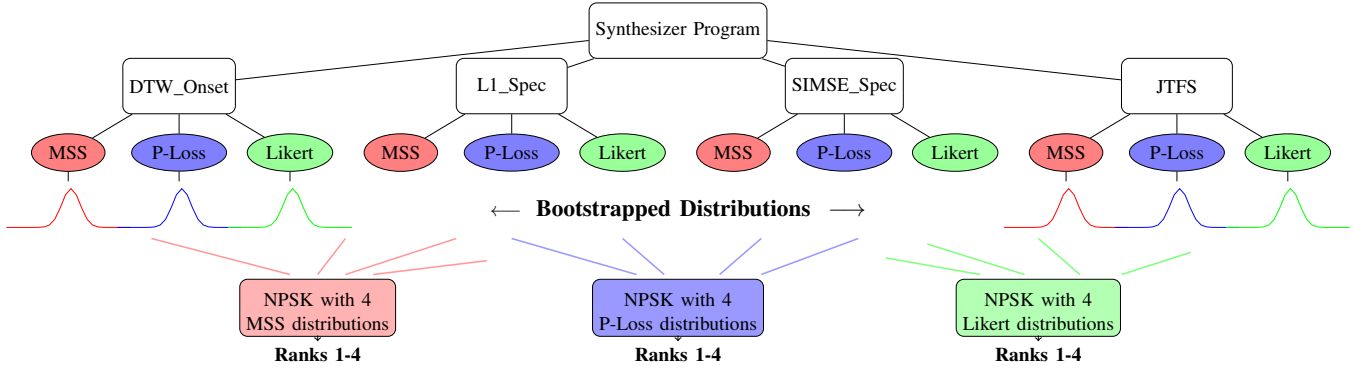 Synthesizer Program
DTW_Onset
L1_Spec
SIMSE_Spec
JTFS
MSS
P-Loss
Likert
MSS
P-Loss
Likert
MSS
P-Loss
Likert
MSS
P-Loss
Likert
← Bootstrapped Distributions →
NPSK with 4
MSS distributions
NPSK with 4
P-Loss distributions
NPSK with 4
Likert distributions
Ranks 1-4
Ranks 1-4
Ranks 1-4